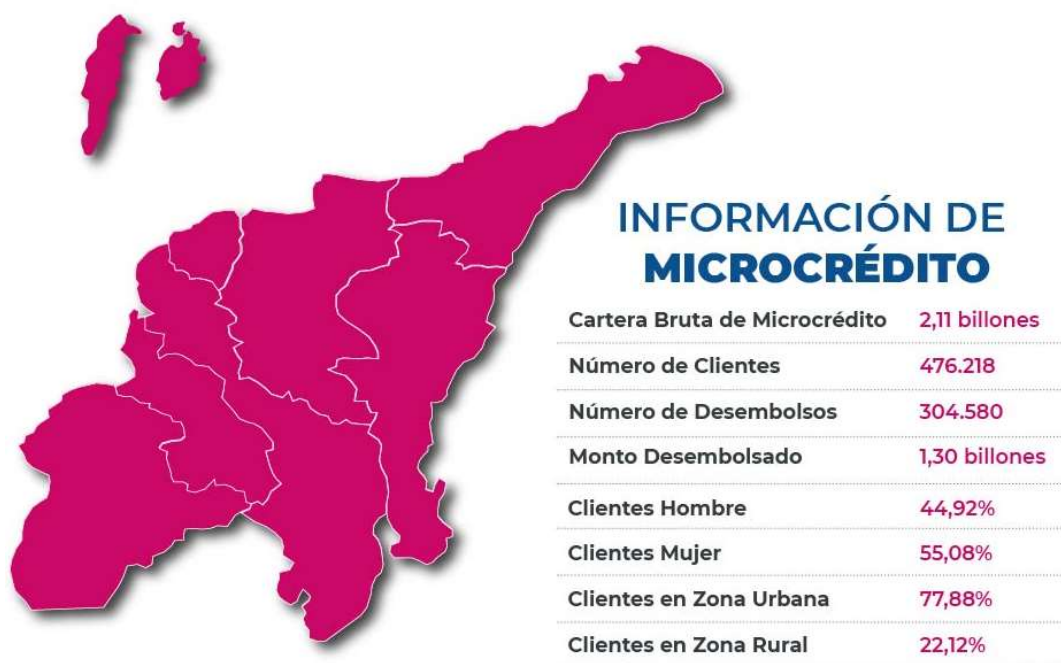 INFORMACIÓN DE
MICROCRÉDITO
Cartera Bruta de Microcrédito 2,11 billones
Número de Clientes 476.218
Número de Desembolsos 304.580
Monto Desembolsado 1,30 billones
Clientes Hombre 44,92%
Clientes Mujer 55,08%
Clientes en Zona Urbana 77,88%
Clientes en Zona Rural 22,12%